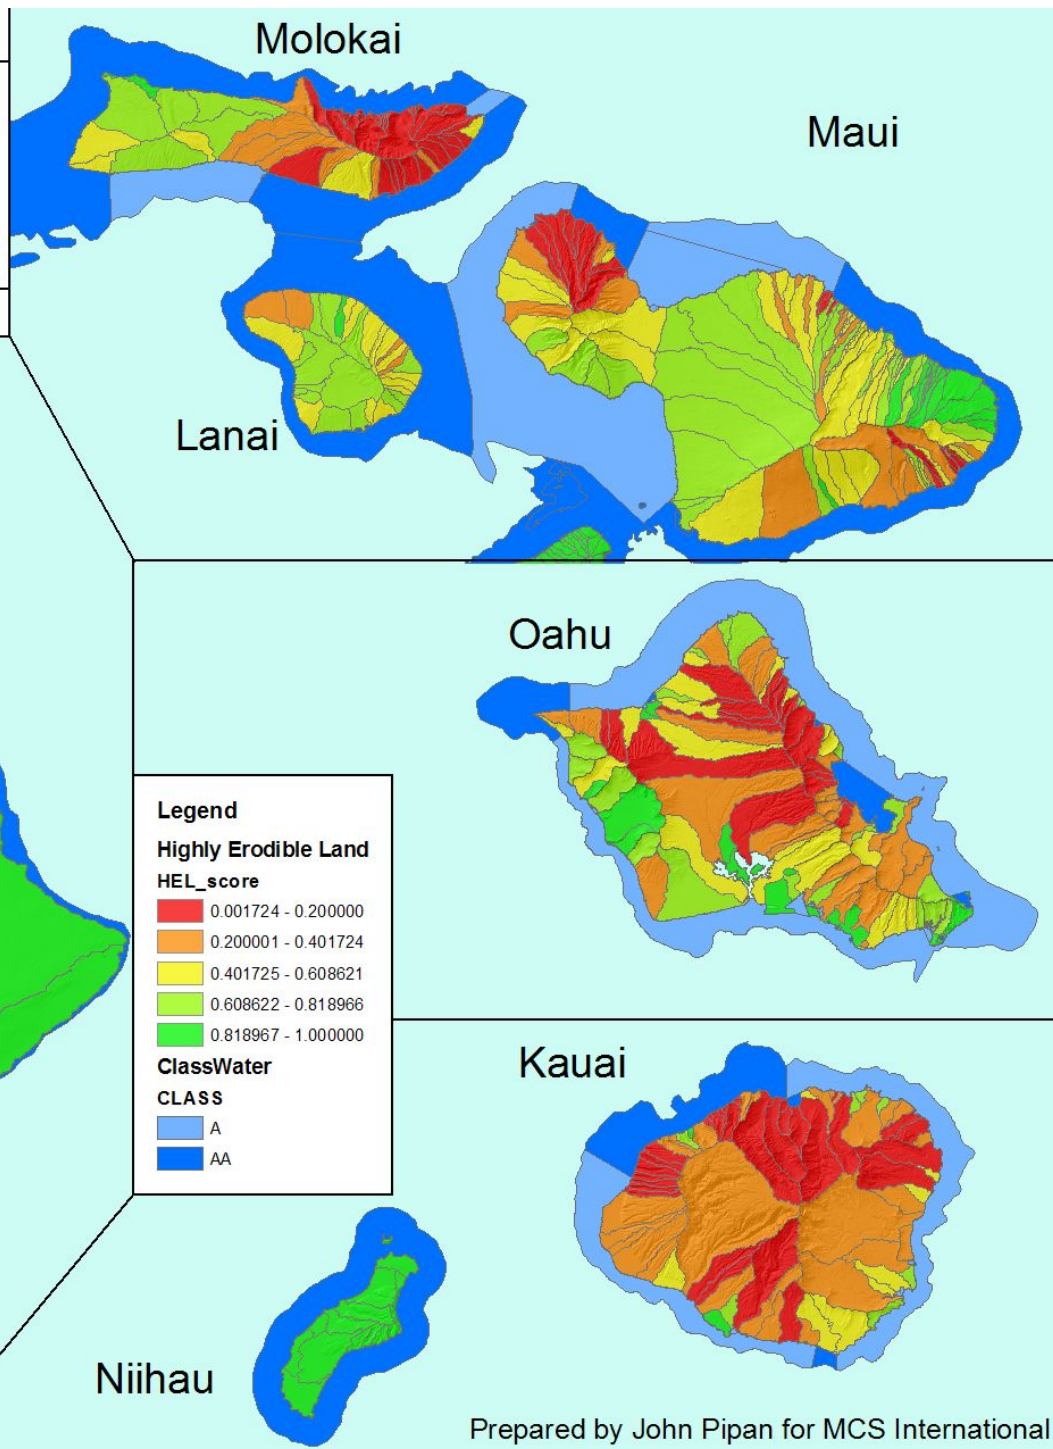 Molokai
Maui
Lanai
Oahu
Legend
Highly Erodible Land
HEL_score
0.001724 - 0.200000
0.200001 - 0.401724
0.401725 - 0.608621
0.608622 - 0.818966
0.818967 - 1.000000
ClassWater
CLASS
A
AA
Kauai
Niihau
Prepared by John Pipan for MCS International